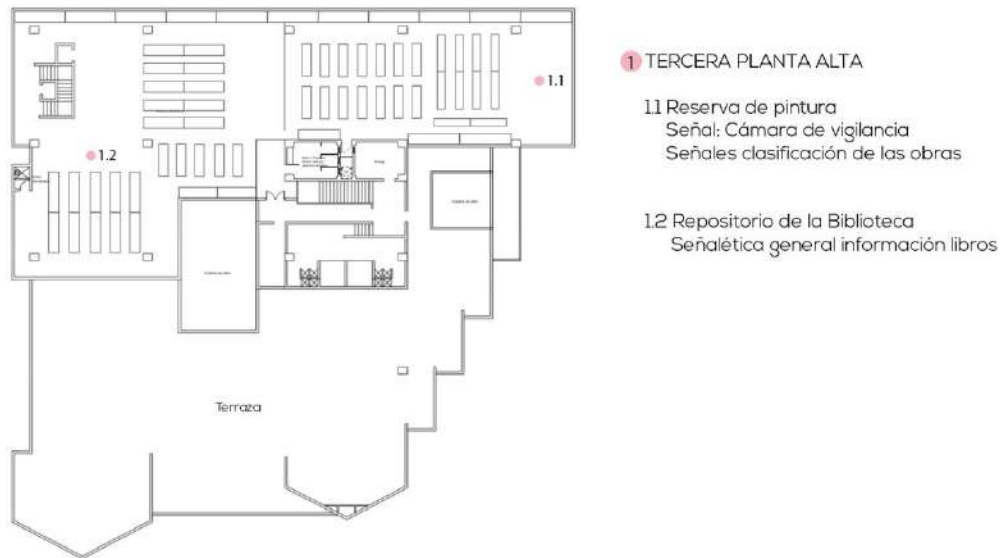 1.1
1.2
Terraza
1 TERCERA PLANTA ALTA
1.1 Reserva de pintura
Señal: Cámara de vigilancia
Señales clasificación de las obras
1.2 Repositorio de la Biblioteca
Señalética general información libros